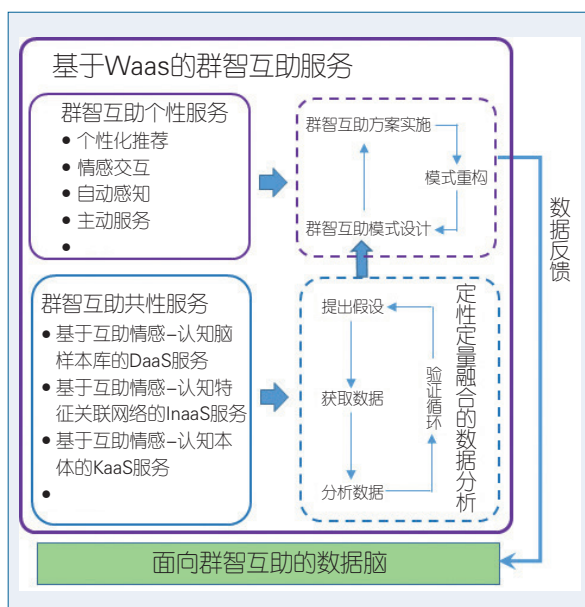 基于Waas的群智互助服务
群智互助个性服务
● 个性化推荐
● 情感交互
● 自动感知
● 主动服务
●
群智互助方案实施
模式重构
群智互助模式设计
数据反馈
群智互助共性服务
● 基于互助情感–认知脑
样本库的DaaS服务
● 基于互助情感–认知特
征关联网络的InaaS服务
● 基于互助情感–认知本
体的KaaS服务
●
提出假设
获取数据
分析数据
验证循环
定性定量融合的数据分析
面向群智互助的数据脑